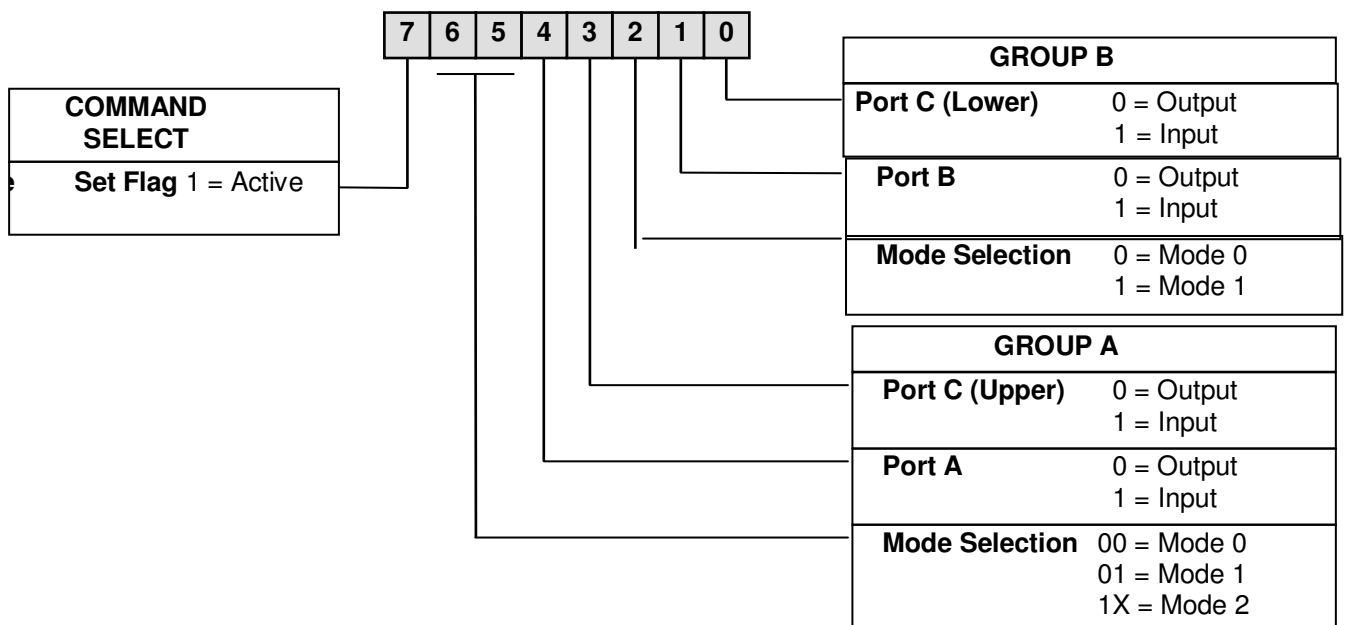 7 6 5 4 3 2 1 0
COMMAND
SELECT
Set Flag 1 = Active
GROUP B
Port C (Lower) 0 = Output
1 = Input
Port B 0 = Output
1 = Input
Mode Selection 0 = Mode 0
1 = Mode 1
GROUP A
Port C (Upper) 0 = Output
1 = Input
Port A 0 = Output
1 = Input
Mode Selection 00 = Mode 0
01 = Mode 1
1X = Mode 2